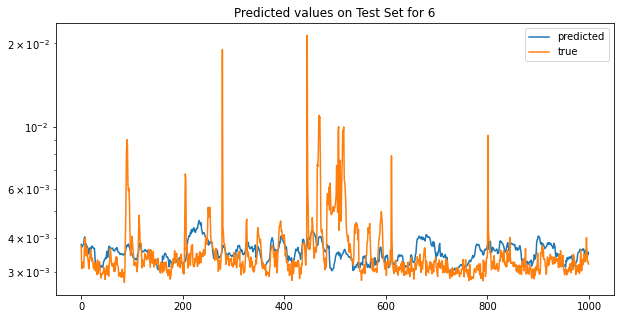 Predicted values on Test Set for 6
predicted
true
2 × 10⁻²
10⁻²
6 × 10⁻³
4 × 10⁻³
3 × 10⁻³
0 200 400 600 800 1000